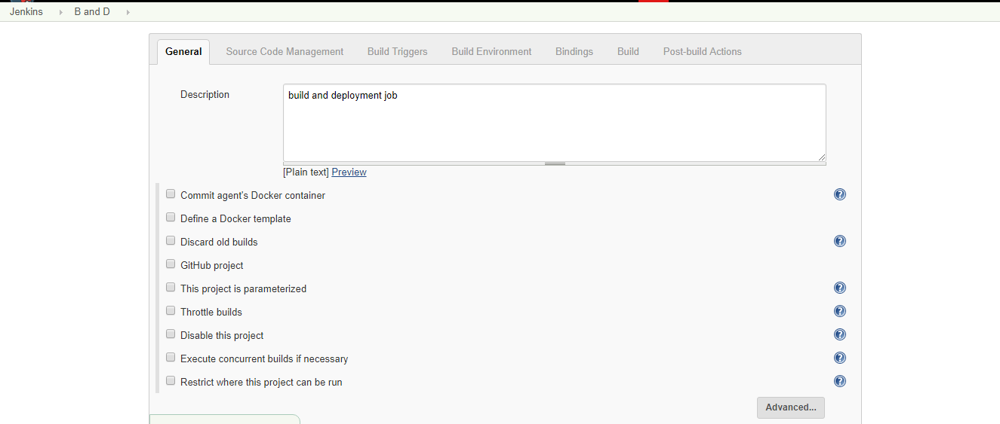 Jenkins B and D
General Source Code Management Build Triggers Build Environment Bindings Build Post-build Actions
Description
build and deployment job
[Plain text] Preview
Commit agent's Docker container
Define a Docker template
Discard old builds
GitHub project
This project is parameterized
Throttle builds
Disable this project
Execute concurrent builds if necessary
Restrict where this project can be run
Advanced...